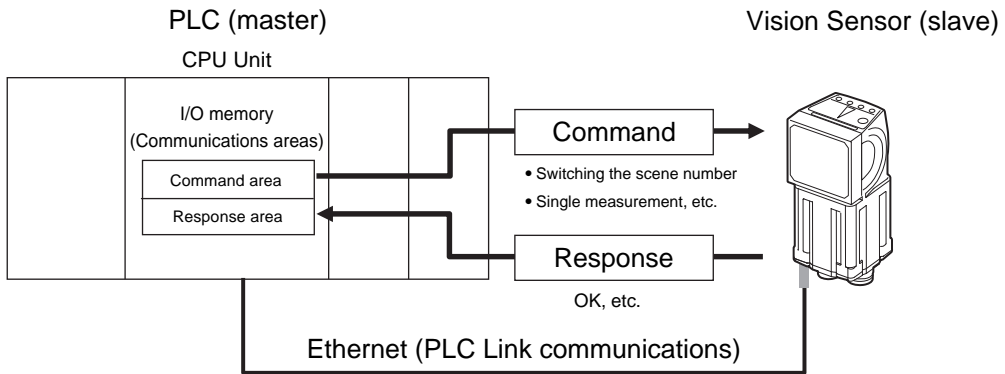 PLC (master)
Vision Sensor (slave)
CPU Unit
I/O memory
(Communications areas)
Command area
Response area
Command
• Switching the scene number
• Single measurement, etc.
Response
OK, etc.
Ethernet (PLC Link communications)